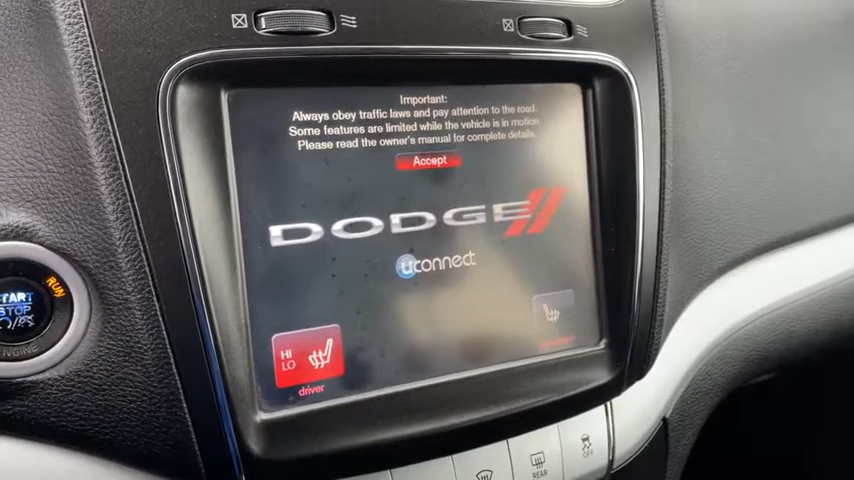 Important:
Always obey traffic laws and pay attention to the road.
Some features are limited while the vehicle is in motion.
Please read the owner's manual for complete details.
Accept
DODGE
uconnect
RUN
START
STOP
ENGINE
HI
LO
driver
REAR
OFF